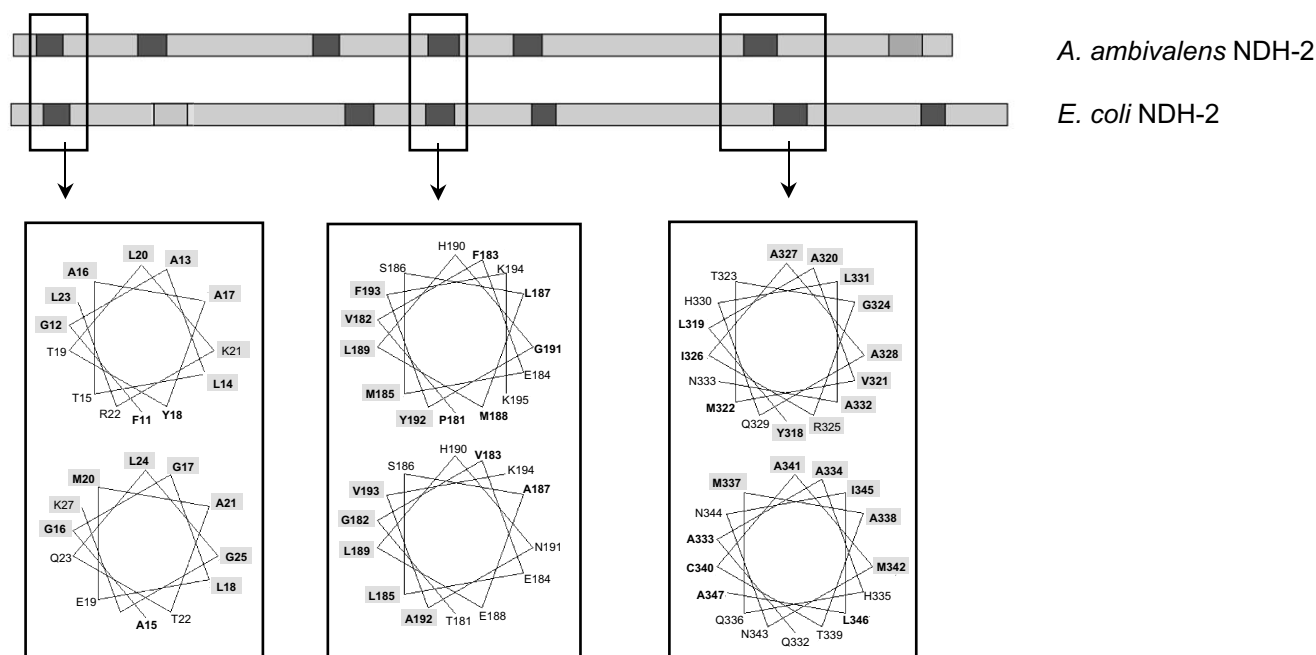 A. ambivalens NDH-2
E. coli NDH-2
L20
A13
A16
A17
L23
G12
T19
K21
L14
T15
R22
F11
Y18
L24
G17
M20
A21
K27
G16
Q23
G25
L18
E19
T22
A15
H190
F183
S186
K194
F193
L187
V182
L189
G191
E184
M185
K195
Y192
P181
M188
H190
V183
S186
K194
V193
A187
G182
L189
N191
E184
L185
A192
T181
E188
A327
A320
T323
L331
H330
G324
L319
I326
A328
N333
V321
M322
A332
Q329
Y318
R325
A341
A334
M337
I345
N344
A338
A333
C340
M342
A347
H335
Q336
L346
N343
Q332
T339